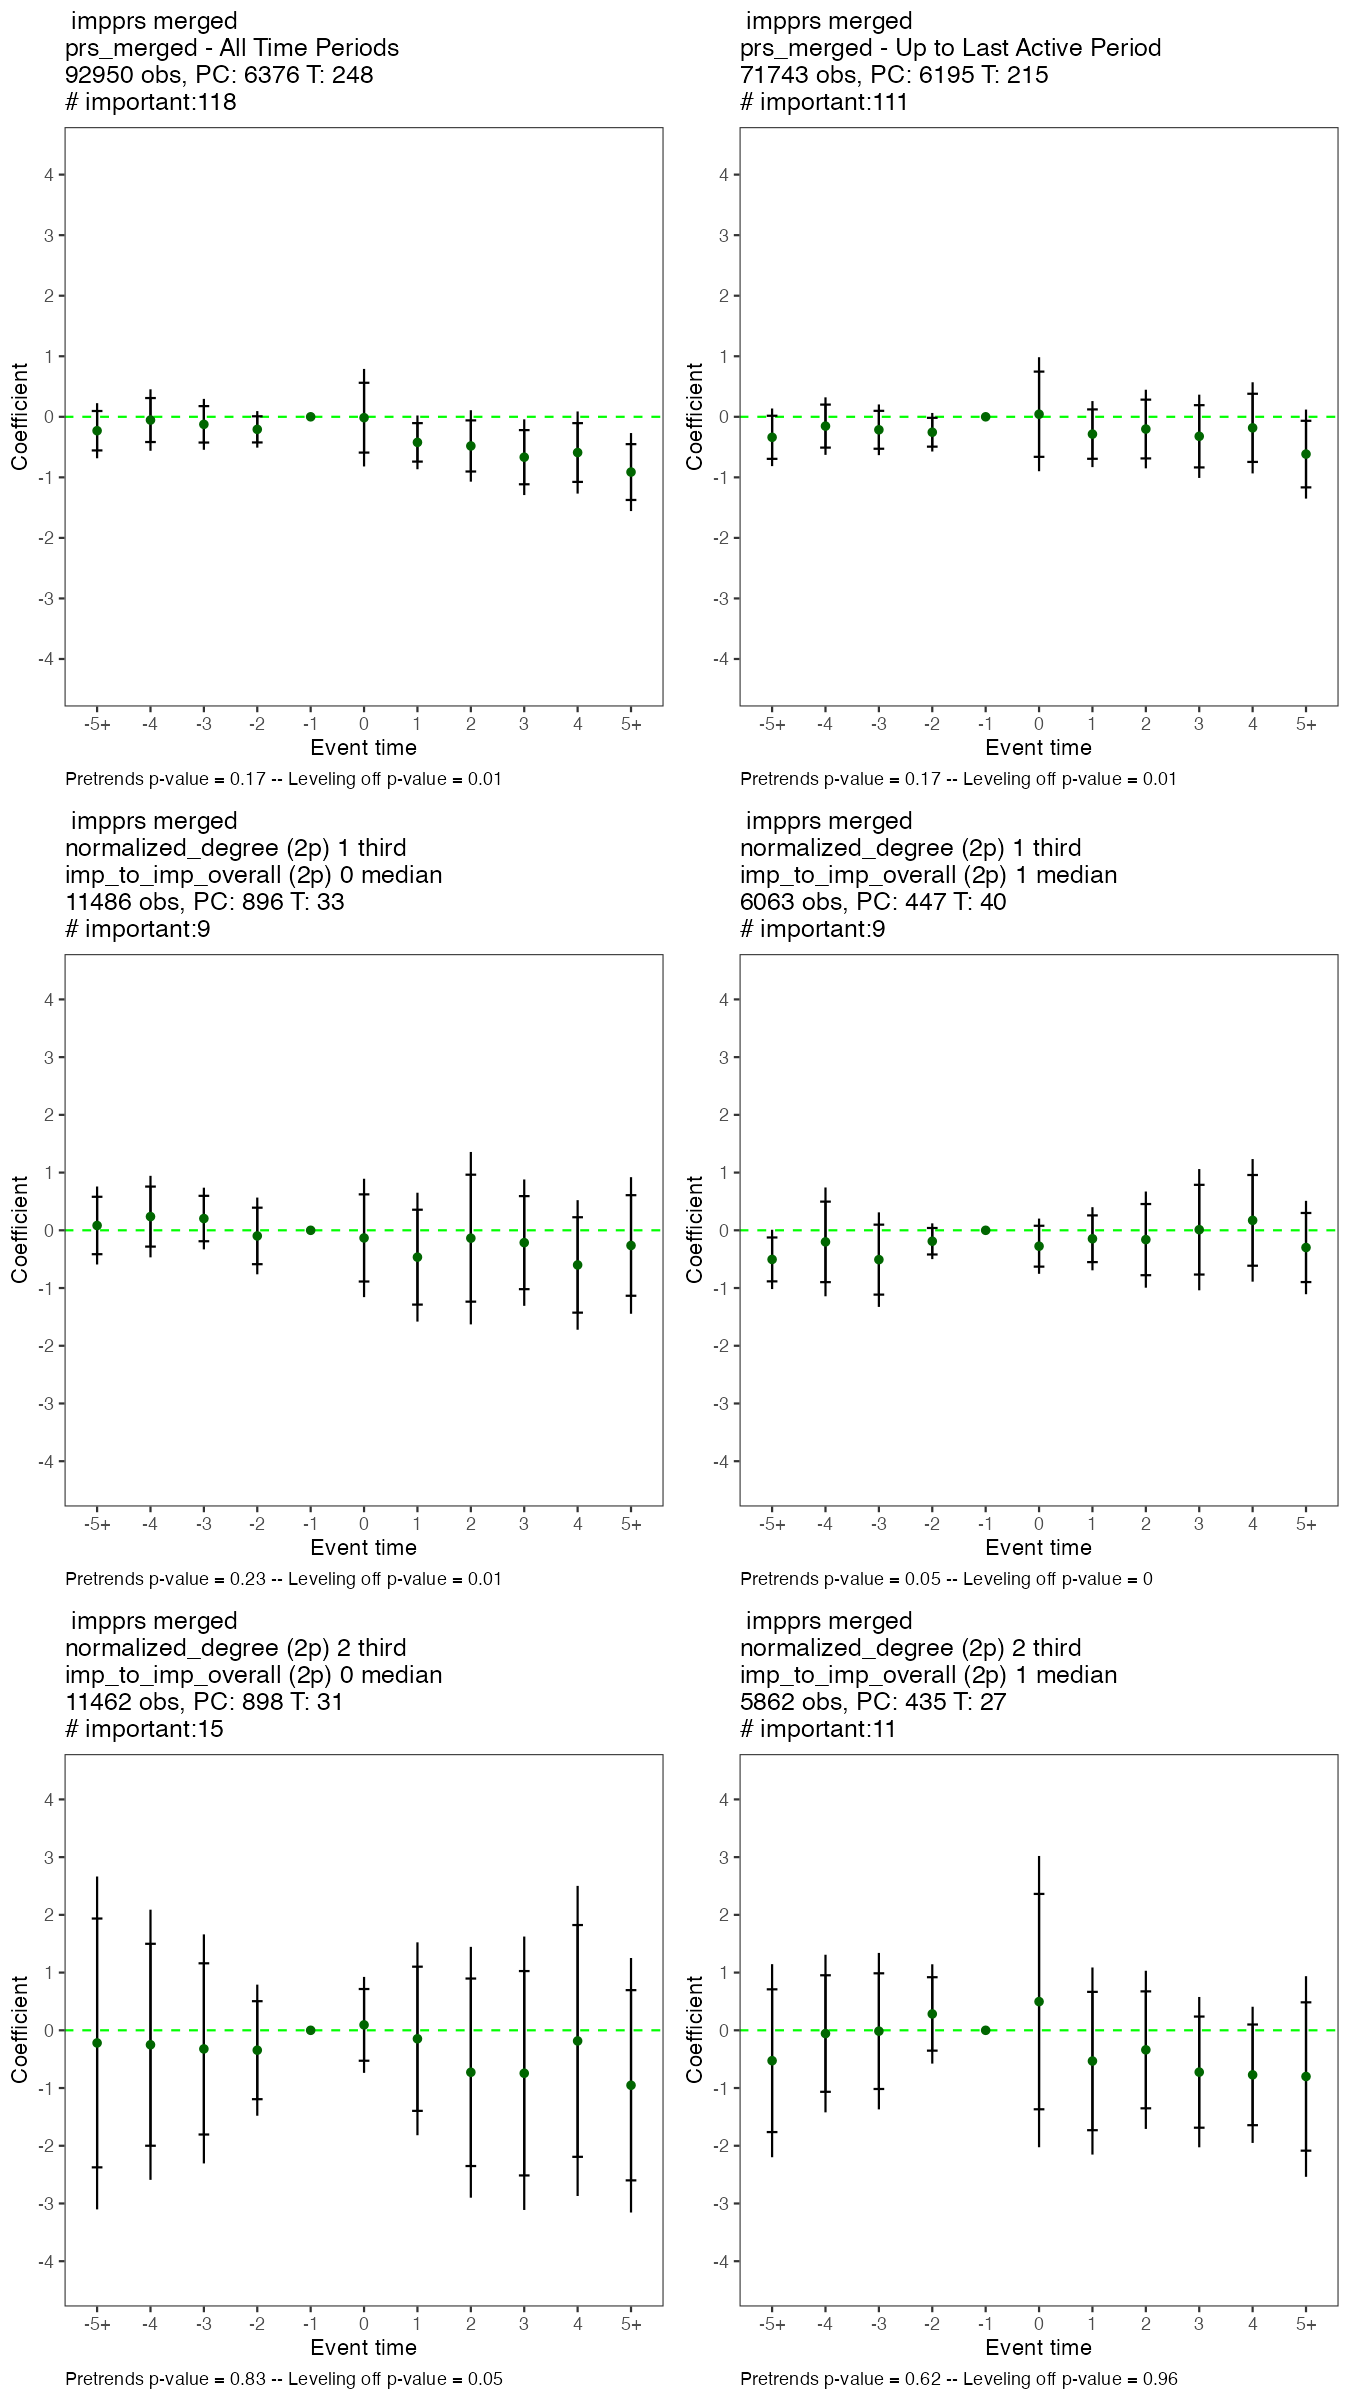 impprs merged
prs_merged - All Time Periods
92950 obs, PC: 6376 T: 248
# important:118
4
3
2
1
0
-1
-2
-3
-4
Coefficient
-5+ -4 -3 -2 -1 0 1 2 3 4 5+
Event time
Pretrends p-value = 0.17 -- Leveling off p-value = 0.01
impprs merged
prs_merged - Up to Last Active Period
71743 obs, PC: 6195 T: 215
# important:111
4
3
2
1
0
-1
-2
-3
-4
Coefficient
-5+ -4 -3 -2 -1 0 1 2 3 4 5+
Event time
Pretrends p-value = 0.17 -- Leveling off p-value = 0.01
impprs merged
normalized_degree (2p) 1 third
imp_to_imp_overall (2p) 0 median
11486 obs, PC: 896 T: 33
# important:9
4
3
2
1
0
-1
-2
-3
-4
Coefficient
-5+ -4 -3 -2 -1 0 1 2 3 4 5+
Event time
Pretrends p-value = 0.23 -- Leveling off p-value = 0.01
impprs merged
normalized_degree (2p) 1 third
imp_to_imp_overall (2p) 1 median
6063 obs, PC: 447 T: 40
# important:9
4
3
2
1
0
-1
-2
-3
-4
Coefficient
-5+ -4 -3 -2 -1 0 1 2 3 4 5+
Event time
Pretrends p-value = 0.05 -- Leveling off p-value = 0
impprs merged
normalized_degree (2p) 2 third
imp_to_imp_overall (2p) 0 median
11462 obs, PC: 898 T: 31
# important:15
4
3
2
1
0
-1
-2
-3
-4
Coefficient
-5+ -4 -3 -2 -1 0 1 2 3 4 5+
Event time
Pretrends p-value = 0.83 -- Leveling off p-value = 0.05
impprs merged
normalized_degree (2p) 2 third
imp_to_imp_overall (2p) 1 median
5862 obs, PC: 435 T: 27
# important:11
4
3
2
1
0
-1
-2
-3
-4
Coefficient
-5+ -4 -3 -2 -1 0 1 2 3 4 5+
Event time
Pretrends p-value = 0.62 -- Leveling off p-value = 0.96